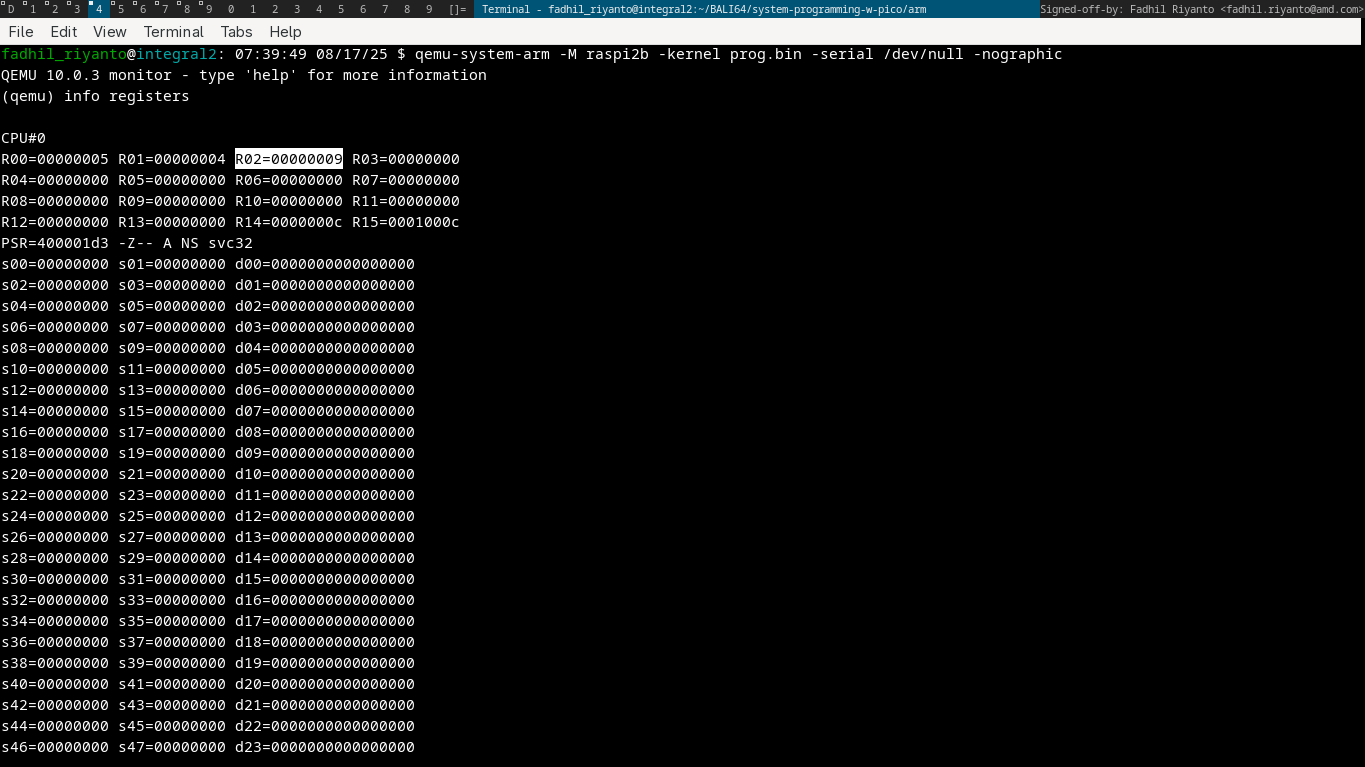 D 1 2 3 4 5 6 7 8 9 0 1 2 3 4 5 6 7 8 9 []= Terminal - fadhil_riyanto@integral2:~/BALI64/system-programming-w-pico/arm Signed-off-by: Fadhil Riyanto <fadhil.riyanto@amd.com>
File Edit View Terminal Tabs Help
fadhil_riyanto@integral2: 07:39:49 08/17/25 $ qemu-system-arm -M raspi2b -kernel prog.bin -serial /dev/null -nographic
QEMU 10.0.3 monitor - type 'help' for more information
(qemu) info registers
CPU#0
R00=00000005 R01=00000004 R02=00000009 R03=00000000
R04=00000000 R05=00000000 R06=00000000 R07=00000000
R08=00000000 R09=00000000 R10=00000000 R11=00000000
R12=00000000 R13=00000000 R14=0000000c R15=0001000c
PSR=400001d3 -Z-- A NS svc32
s00=00000000 s01=00000000 d00=0000000000000000
s02=00000000 s03=00000000 d01=0000000000000000
s04=00000000 s05=00000000 d02=0000000000000000
s06=00000000 s07=00000000 d03=0000000000000000
s08=00000000 s09=00000000 d04=0000000000000000
s10=00000000 s11=00000000 d05=0000000000000000
s12=00000000 s13=00000000 d06=0000000000000000
s14=00000000 s15=00000000 d07=0000000000000000
s16=00000000 s17=00000000 d08=0000000000000000
s18=00000000 s19=00000000 d09=0000000000000000
s20=00000000 s21=00000000 d10=0000000000000000
s22=00000000 s23=00000000 d11=0000000000000000
s24=00000000 s25=00000000 d12=0000000000000000
s26=00000000 s27=00000000 d13=0000000000000000
s28=00000000 s29=00000000 d14=0000000000000000
s30=00000000 s31=00000000 d15=0000000000000000
s32=00000000 s33=00000000 d16=0000000000000000
s34=00000000 s35=00000000 d17=0000000000000000
s36=00000000 s37=00000000 d18=0000000000000000
s38=00000000 s39=00000000 d19=0000000000000000
s40=00000000 s41=00000000 d20=0000000000000000
s42=00000000 s43=00000000 d21=0000000000000000
s44=00000000 s45=00000000 d22=0000000000000000
s46=00000000 s47=00000000 d23=0000000000000000